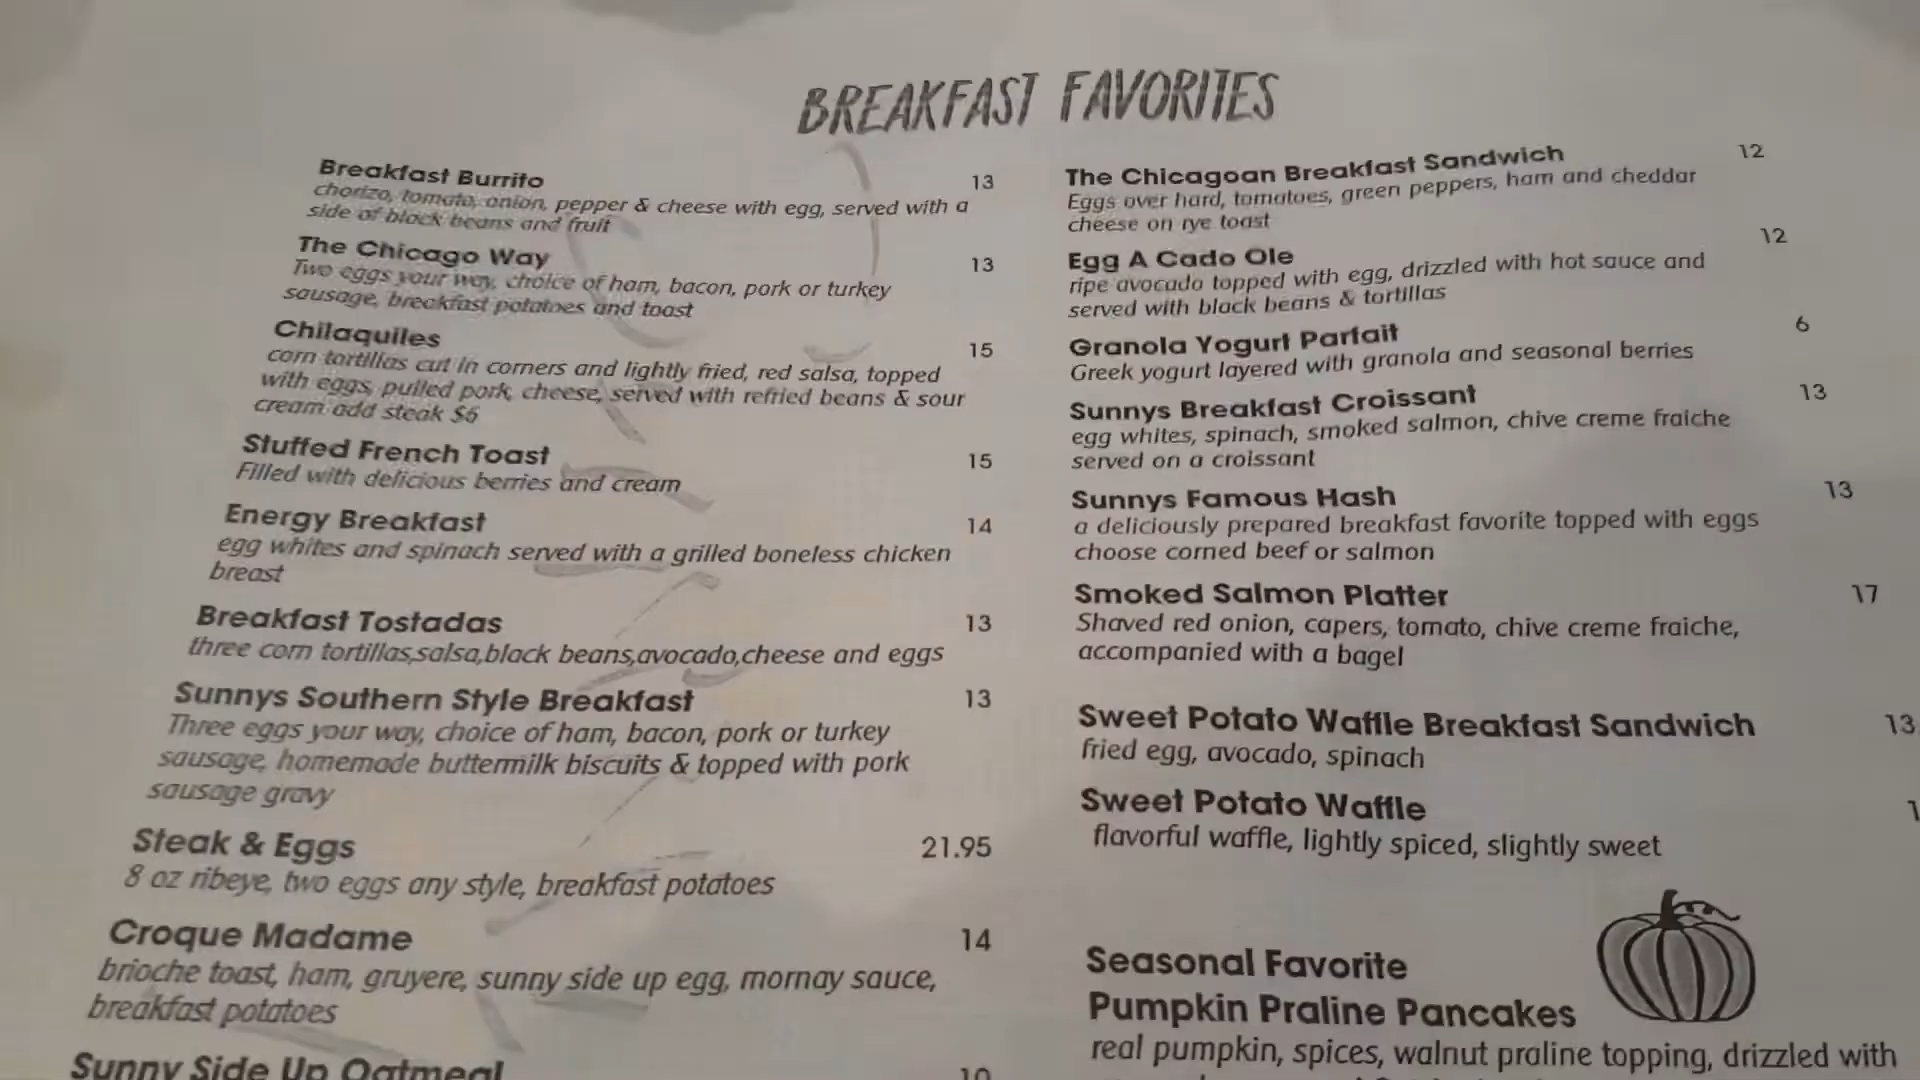 BREAKFAST FAVORITES
Breakfast Burrito 13
chorizo, tomato, onion, pepper & cheese with egg, served with a
side of black beans and fruit
The Chicago Way 13
Two eggs your way, choice of ham, bacon, pork or turkey
sausage, breakfast potatoes and toast
Chilaquiles 15
corn tortillas cut in corners and lightly fried, red salsa, topped
with eggs, pulled pork, cheese, served with refried beans & sour
cream add steak $6
Stuffed French Toast 15
Filled with delicious berries and cream
Energy Breakfast 14
egg whites and spinach served with a grilled boneless chicken
breast
Breakfast Tostadas 13
three corn tortillas,salsa,black beans,avocado,cheese and eggs
Sunnys Southern Style Breakfast 13
Three eggs your way, choice of ham, bacon, pork or turkey
sausage, homemade buttermilk biscuits & topped with pork
sausage gravy
Steak & Eggs 21.95
8 oz ribeye, two eggs any style, breakfast potatoes
Croque Madame 14
brioche toast, ham, gruyere, sunny side up egg, mornay sauce,
breakfast potatoes
Sunny Side Up Oatmeal 10
The Chicagoan Breakfast Sandwich 12
Eggs over hard, tomatoes, green peppers, ham and cheddar
cheese on rye toast
Egg A Cado Ole 12
ripe avocado topped with egg, drizzled with hot sauce and
served with black beans & tortillas
Granola Yogurt Parfait 6
Greek yogurt layered with granola and seasonal berries
Sunnys Breakfast Croissant 13
egg whites, spinach, smoked salmon, chive creme fraiche
served on a croissant
Sunnys Famous Hash 13
a deliciously prepared breakfast favorite topped with eggs
choose corned beef or salmon
Smoked Salmon Platter 17
Shaved red onion, capers, tomato, chive creme fraiche,
accompanied with a bagel
Sweet Potato Waffle Breakfast Sandwich 13
fried egg, avocado, spinach
Sweet Potato Waffle
flavorful waffle, lightly spiced, slightly sweet
Seasonal Favorite
Pumpkin Praline Pancakes
real pumpkin, spices, walnut praline topping, drizzled with